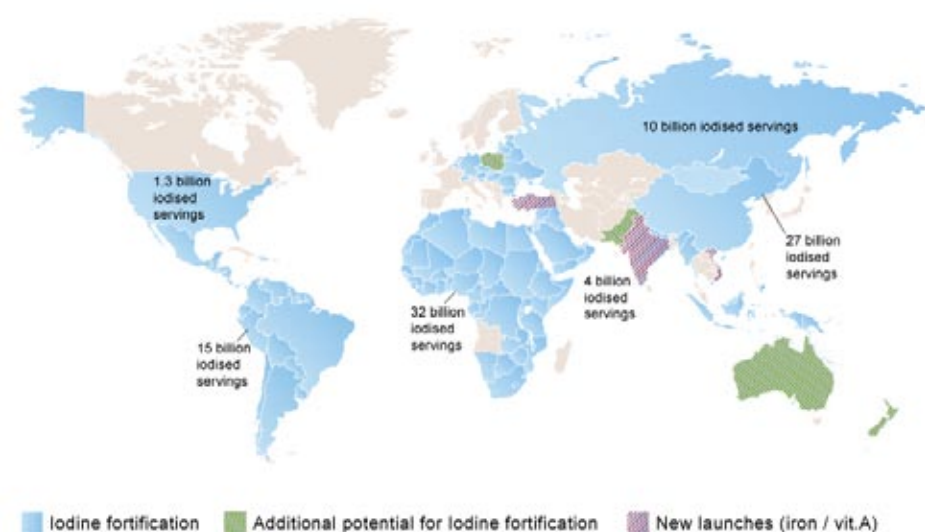 10 billion iodised servings
1.3 billion
iodised
servings
27 billion
iodised
servings
4 billion
iodised
servings
32 billion
iodised
servings
15 billion
iodised
servings
Iodine fortification
Additional potential for Iodine fortification
New launches (iron / vit.A)